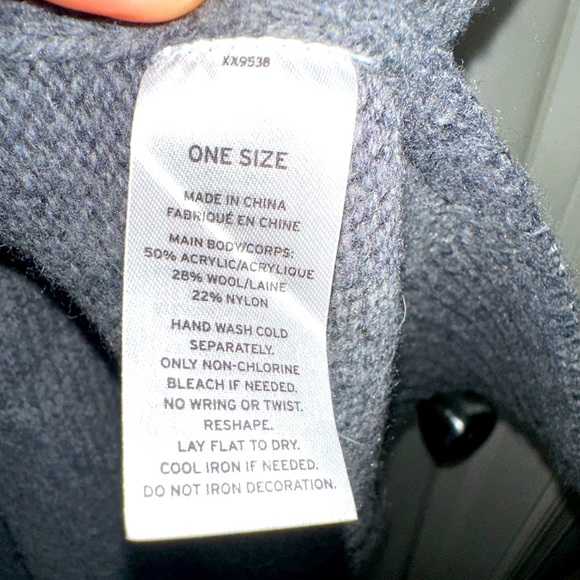 XX9538
ONE SIZE
MADE IN CHINA
FABRIQUÉ EN CHINE
MAIN BODY/CORPS:
50% ACRYLIC/ACRYLIQUE
28% WOOL/LAINE
22% NYLON
HAND WASH COLD
SEPARATELY.
ONLY NON-CHLORINE
BLEACH IF NEEDED.
NO WRING OR TWIST.
RESHAPE.
LAY FLAT TO DRY.
COOL IRON IF NEEDED.
DO NOT IRON DECORATION.